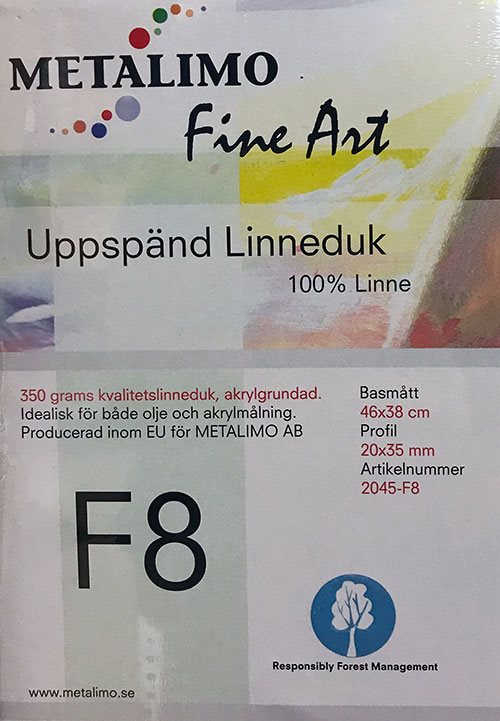 METALIMO
Fine Art
Uppspänd Linneduk
100% Linne
350 grams kvalitetslinneduk, akrylgrundad.
Idealisk för både olje och akrylmålning.
Producerad inom EU för METALIMO AB
Basmått
46x38 cm
Profil
20x35 mm
Artikelnummer
2045-F8
F8
Responsibly Forest Management
www.metalimo.se